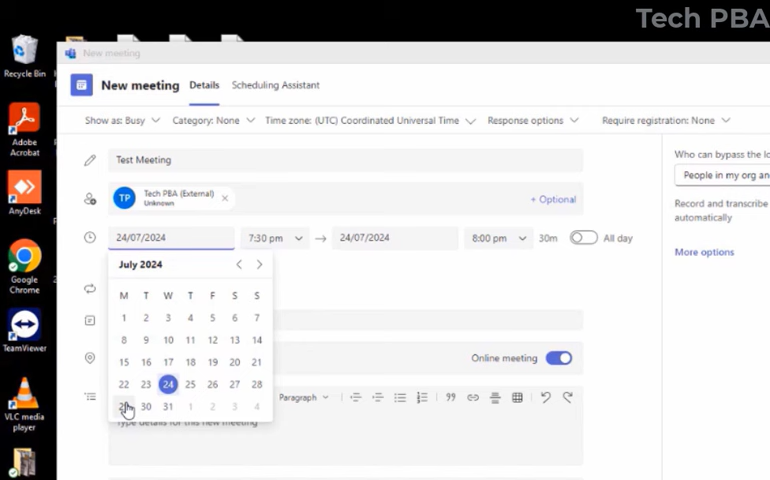 Tech PBA
Recycle Bin
Adobe
Acrobat
AnyDesk
Google
Chrome
TeamViewer
VLC media
player
New meeting
New meeting Details Scheduling Assistant
Show as: Busy Category: None Time zone: (UTC) Coordinated Universal Time Response options Require registration: None
Test Meeting
TP Tech PBA (External)
Unknown
+ Optional
24/07/2024 7:30 pm → 24/07/2024 8:00 pm 30m All day
July 2024
M T W T F S S
1 2 3 4 5 6 7
8 9 10 11 12 13 14
15 16 17 18 19 20 21
22 23 24 25 26 27 28
29 30 31 1 2 3 4
Online meeting
Paragraph
Type details for this new meeting
Who can bypass the lo
People in my org an
Record and transcribe
automatically
More options